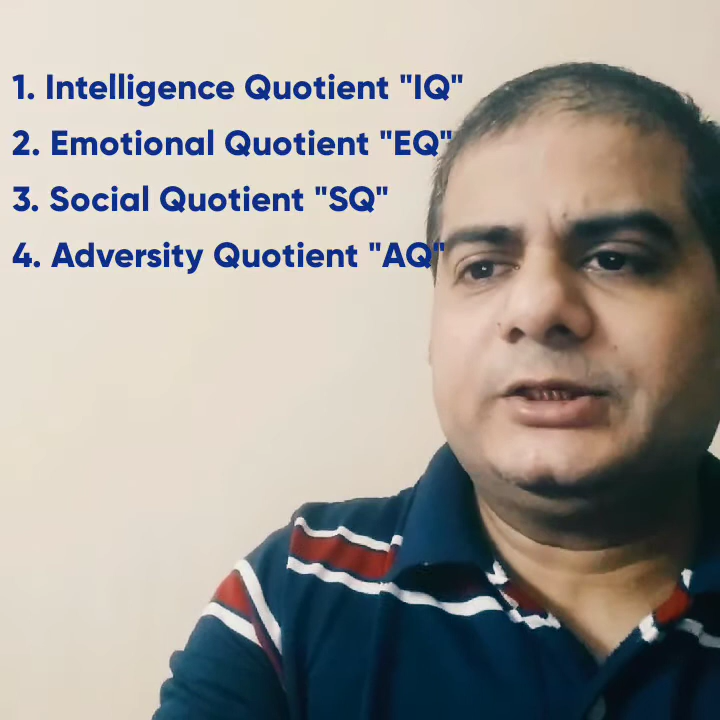 1. Intelligence Quotient "IQ"
2. Emotional Quotient "EQ"
3. Social Quotient "SQ"
4. Adversity Quotient "AQ"